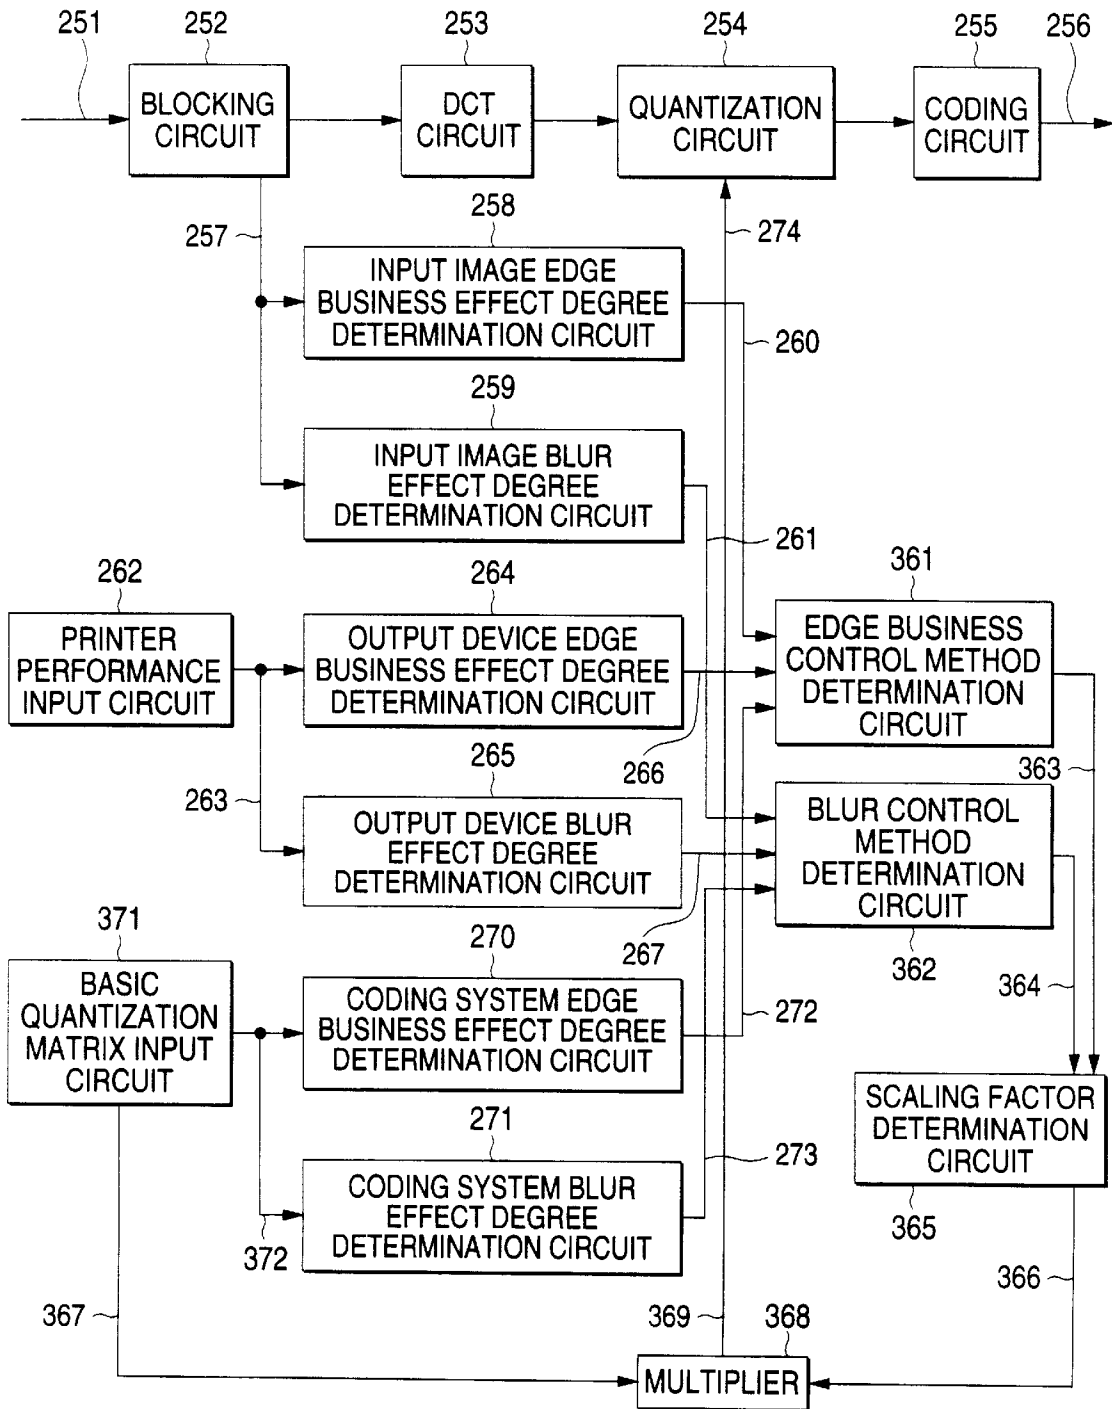 251
252
253
254
255
256
BLOCKING
CIRCUIT
DCT
CIRCUIT
QUANTIZATION
CIRCUIT
CODING
CIRCUIT
257
258
274
INPUT IMAGE EDGE
BUSINESS EFFECT DEGREE
DETERMINATION CIRCUIT
260
259
INPUT IMAGE BLUR
EFFECT DEGREE
DETERMINATION CIRCUIT
261
262
264
361
PRINTER
PERFORMANCE
INPUT CIRCUIT
OUTPUT DEVICE EDGE
BUSINESS EFFECT DEGREE
DETERMINATION CIRCUIT
EDGE BUSINESS
CONTROL METHOD
DETERMINATION
CIRCUIT
263
265
266
363
OUTPUT DEVICE BLUR
EFFECT DEGREE
DETERMINATION CIRCUIT
BLUR CONTROL
METHOD
DETERMINATION
CIRCUIT
371
270
267
362
364
BASIC
QUANTIZATION
MATRIX INPUT
CIRCUIT
CODING SYSTEM EDGE
BUSINESS EFFECT DEGREE
DETERMINATION CIRCUIT
272
SCALING FACTOR
DETERMINATION
CIRCUIT
271
273
CODING SYSTEM BLUR
EFFECT DEGREE
DETERMINATION CIRCUIT
365
372
366
367
369
368
MULTIPLIER